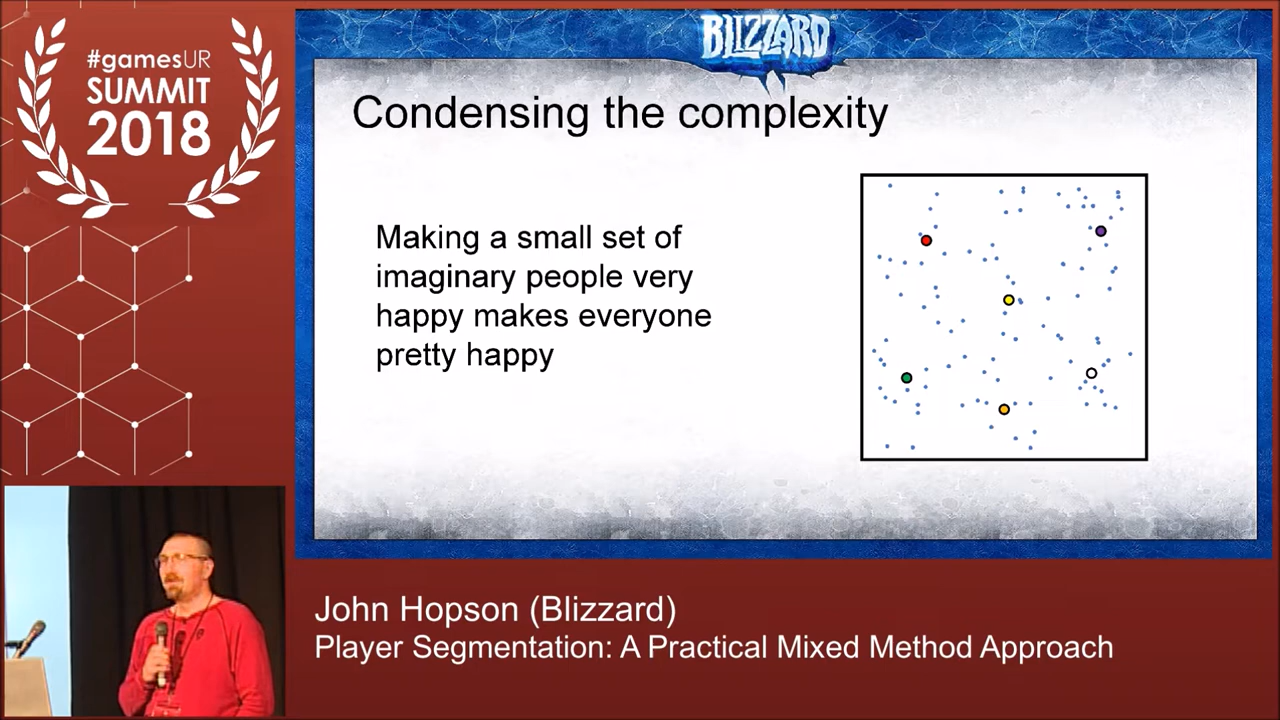 #gamesUR
SUMMIT
2018
BLIZZARD
Condensing the complexity
Making a small set of
imaginary people very
happy makes everyone
pretty happy
John Hopson (Blizzard)
Player Segmentation: A Practical Mixed Method Approach